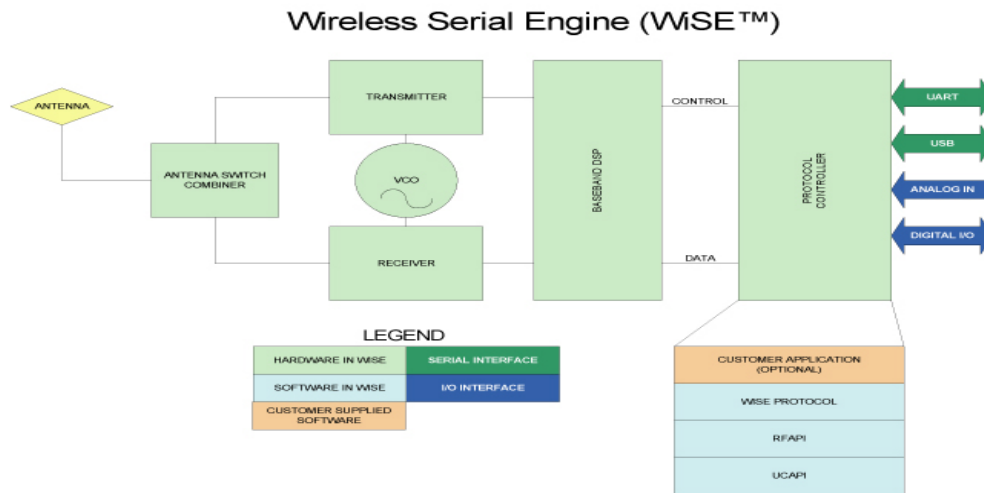 Wireless Serial Engine (WiSE™)
ANTENNA
ANTENNA SWITCH
COMBINER
TRANSMITTER
VCO
RECEIVER
BASEBAND DSP
CONTROL
DATA
PROTOCOL
CONTROLLER
UART
USB
ANALOG IN
DIGITAL I/O
LEGEND
HARDWARE IN WISE
SERIAL INTERFACE
SOFTWARE IN WISE
I/O INTERFACE
CUSTOMER SUPPLIED
SOFTWARE
CUSTOMER APPLICATION
(OPTIONAL)
WISE PROTOCOL
RFAPI
UCAPI